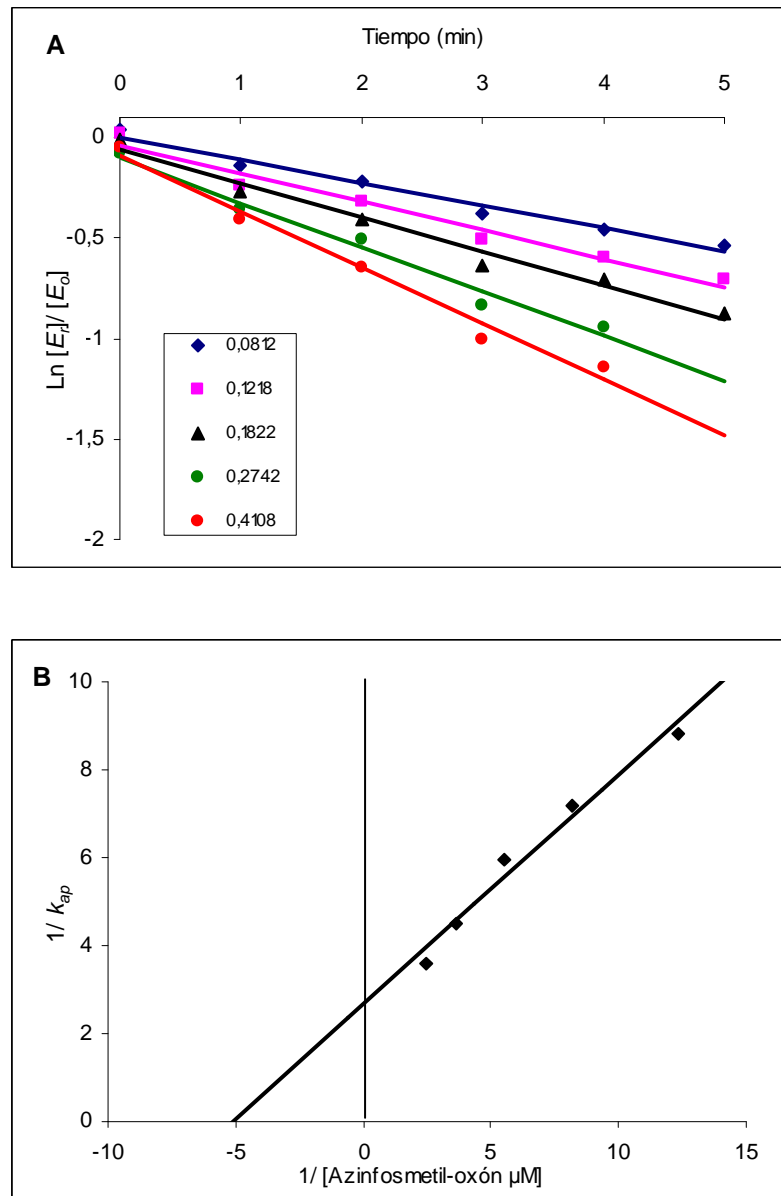 A
Tiempo (min)
0 1 2 3 4 5
0
-0,5
-1
-1,5
-2
Ln [Er]/ [Eo]
0,0812
0,1218
0,1822
0,2742
0,4108
B
10
8
6
4
2
0
1/ kap
-10 -5 0 5 10 15
1/ [Azinfosmetil-oxón µM]